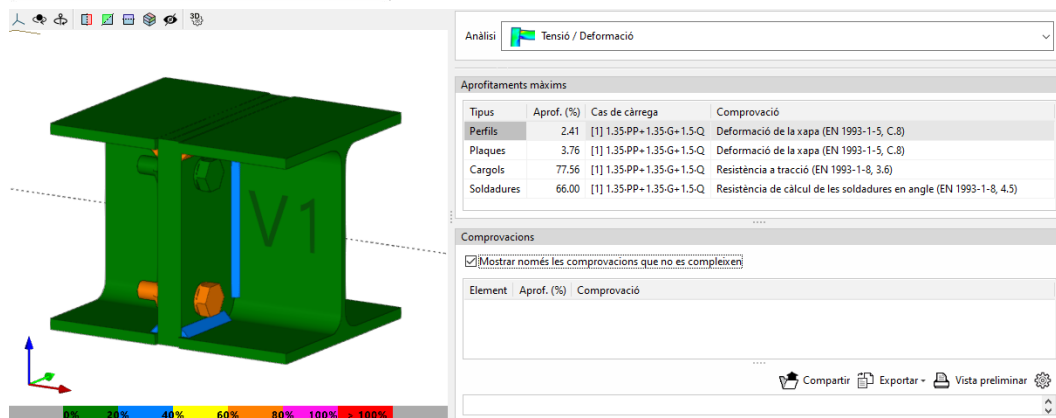 3D
Anàlisi Tensió / Deformació
Aprofitaments màxims
Tipus Aprof. (%) Cas de càrrega Comprovació
Perfils 2.41 [1] 1.35·PP+1.35·G+1.5·Q Deformació de la xapa (EN 1993-1-5, C.8)
Plaques 3.76 [1] 1.35·PP+1.35·G+1.5·Q Deformació de la xapa (EN 1993-1-5, C.8)
Cargols 77.56 [1] 1.35·PP+1.35·G+1.5·Q Resistència a tracció (EN 1993-1-8, 3.6)
Soldadures 66.00 [1] 1.35·PP+1.35·G+1.5·Q Resistència de càlcul de les soldadures en angle (EN 1993-1-8, 4.5)
V1
Comprovacions
Mostrar només les comprovacions que no es compleixen
Element Aprof. (%) Comprovació
Compartir Exportar Vista preliminar
0% 20% 40% 60% 80% 100% > 100%